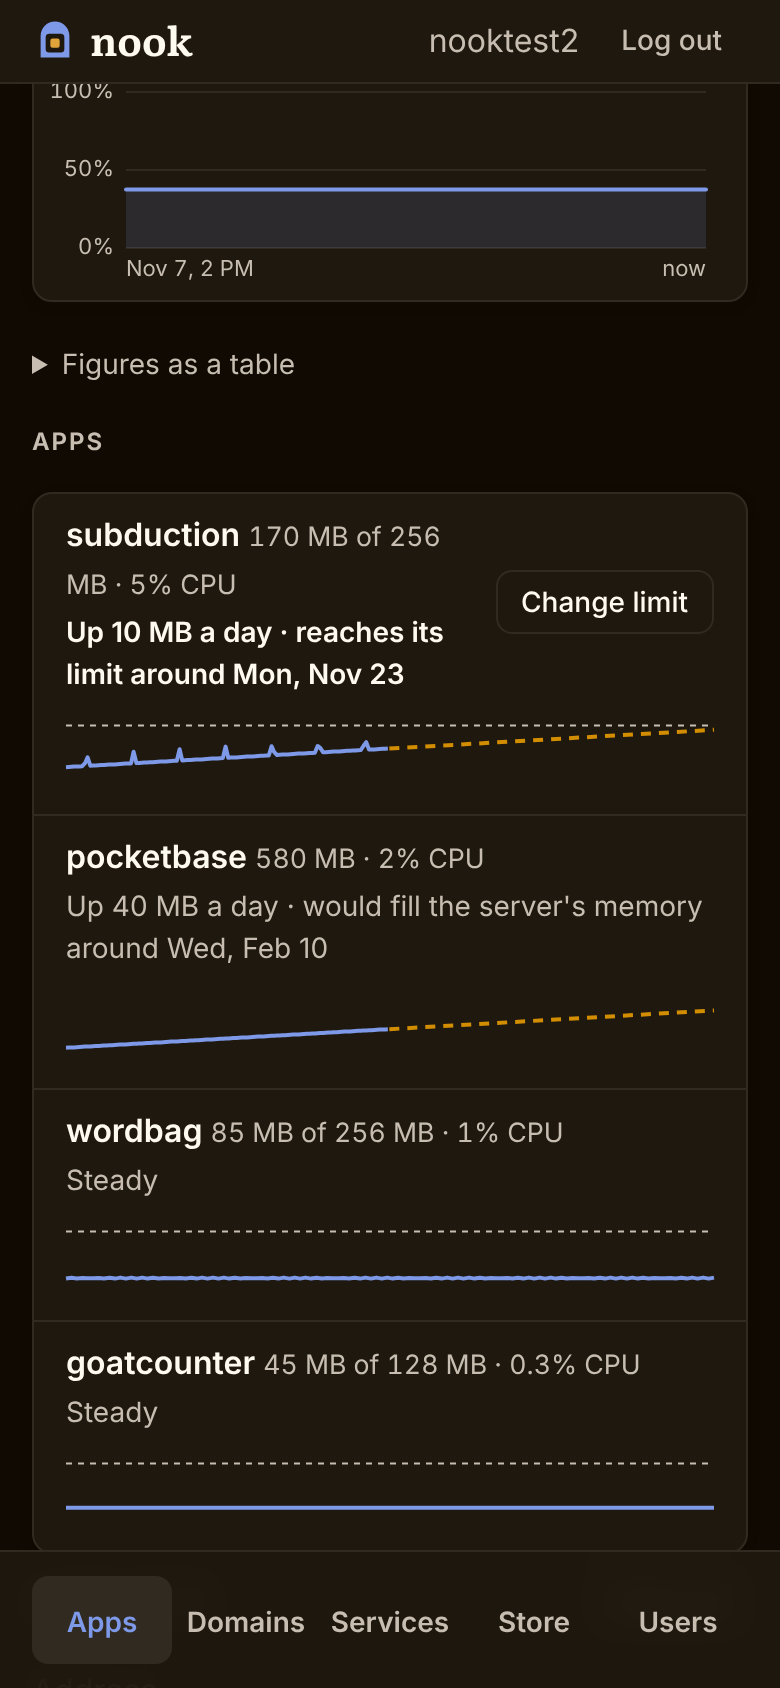 nook
nooktest2
Log out
100%
50%
0%
Nov 7, 2 PM
now
Figures as a table
APPS
subduction 170 MB of 256
MB · 5% CPU
Up 10 MB a day · reaches its
limit around Mon, Nov 23
Change limit
pocketbase 580 MB · 2% CPU
Up 40 MB a day · would fill the server's memory
around Wed, Feb 10
wordbag 85 MB of 256 MB · 1% CPU
Steady
goatcounter 45 MB of 128 MB · 0.3% CPU
Steady
Apps
Domains
Services
Store
Users